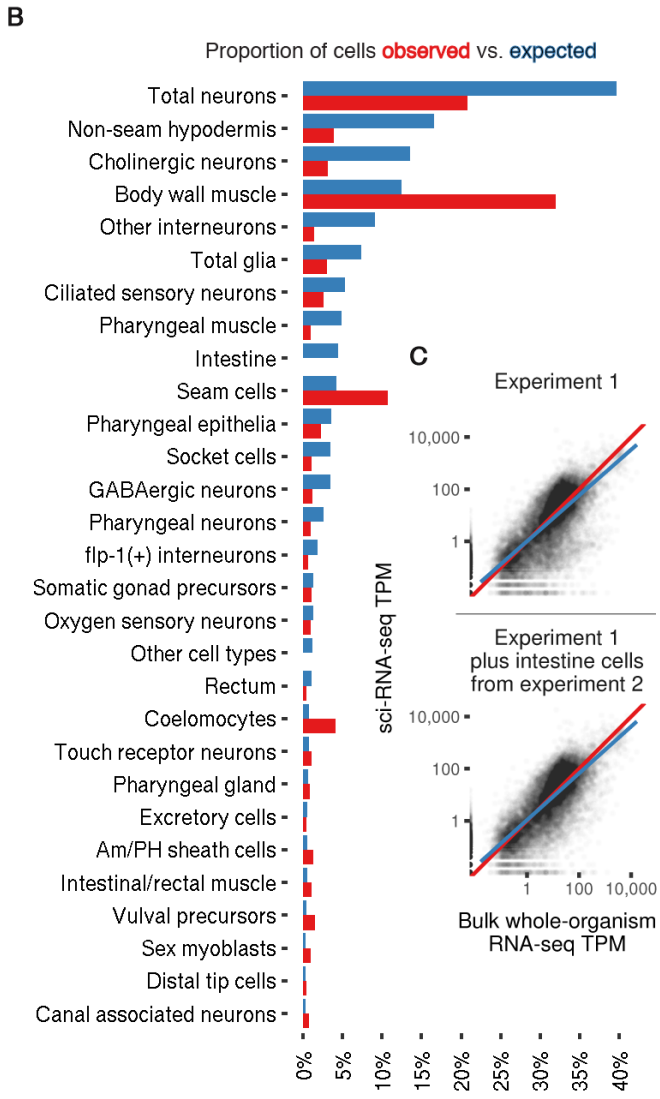 B
Proportion of cells observed vs. expected
Total neurons
Non-seam hypodermis
Cholinergic neurons
Body wall muscle
Other interneurons
Total glia
Ciliated sensory neurons
Pharyngeal muscle
Intestine
Seam cells
Pharyngeal epithelia
Socket cells
GABAergic neurons
Pharyngeal neurons
flp-1(+) interneurons
Somatic gonad precursors
Oxygen sensory neurons
Other cell types
Rectum
Coelomocytes
Touch receptor neurons
Pharyngeal gland
Excretory cells
Am/PH sheath cells
Intestinal/rectal muscle
Vulval precursors
Sex myoblasts
Distal tip cells
Canal associated neurons
0%
5%
10%
15%
20%
25%
30%
35%
40%
C
Experiment 1
10,000
100
1
sci-RNA-seq TPM
Experiment 1
plus intestine cells
from experiment 2
10,000
100
1
1 100 10,000
Bulk whole-organism
RNA-seq TPM